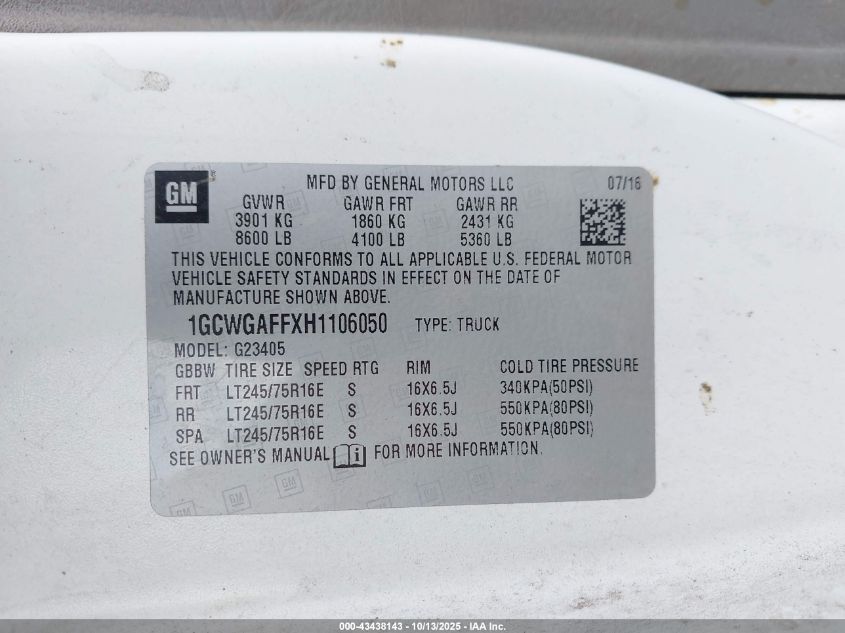 GM
MFD BY GENERAL MOTORS LLC 07/16
GVWR GAWR FRT GAWR RR
3901 KG 1860 KG 2431 KG
8600 LB 4100 LB 5360 LB
THIS VEHICLE CONFORMS TO ALL APPLICABLE U.S. FEDERAL MOTOR
VEHICLE SAFETY STANDARDS IN EFFECT ON THE DATE OF
MANUFACTURE SHOWN ABOVE.
1GCWGAFFXH1106050 TYPE: TRUCK
MODEL: G23405
GBBW TIRE SIZE SPEED RTG RIM COLD TIRE PRESSURE
FRT LT245/75R16E S 16X6.5J 340KPA(50PSI)
RR LT245/75R16E S 16X6.5J 550KPA(80PSI)
SPA LT245/75R16E S 16X6.5J 550KPA(80PSI)
SEE OWNER'S MANUAL i FOR MORE INFORMATION.
000-43438143 - 10/13/2025 - IAA Inc.